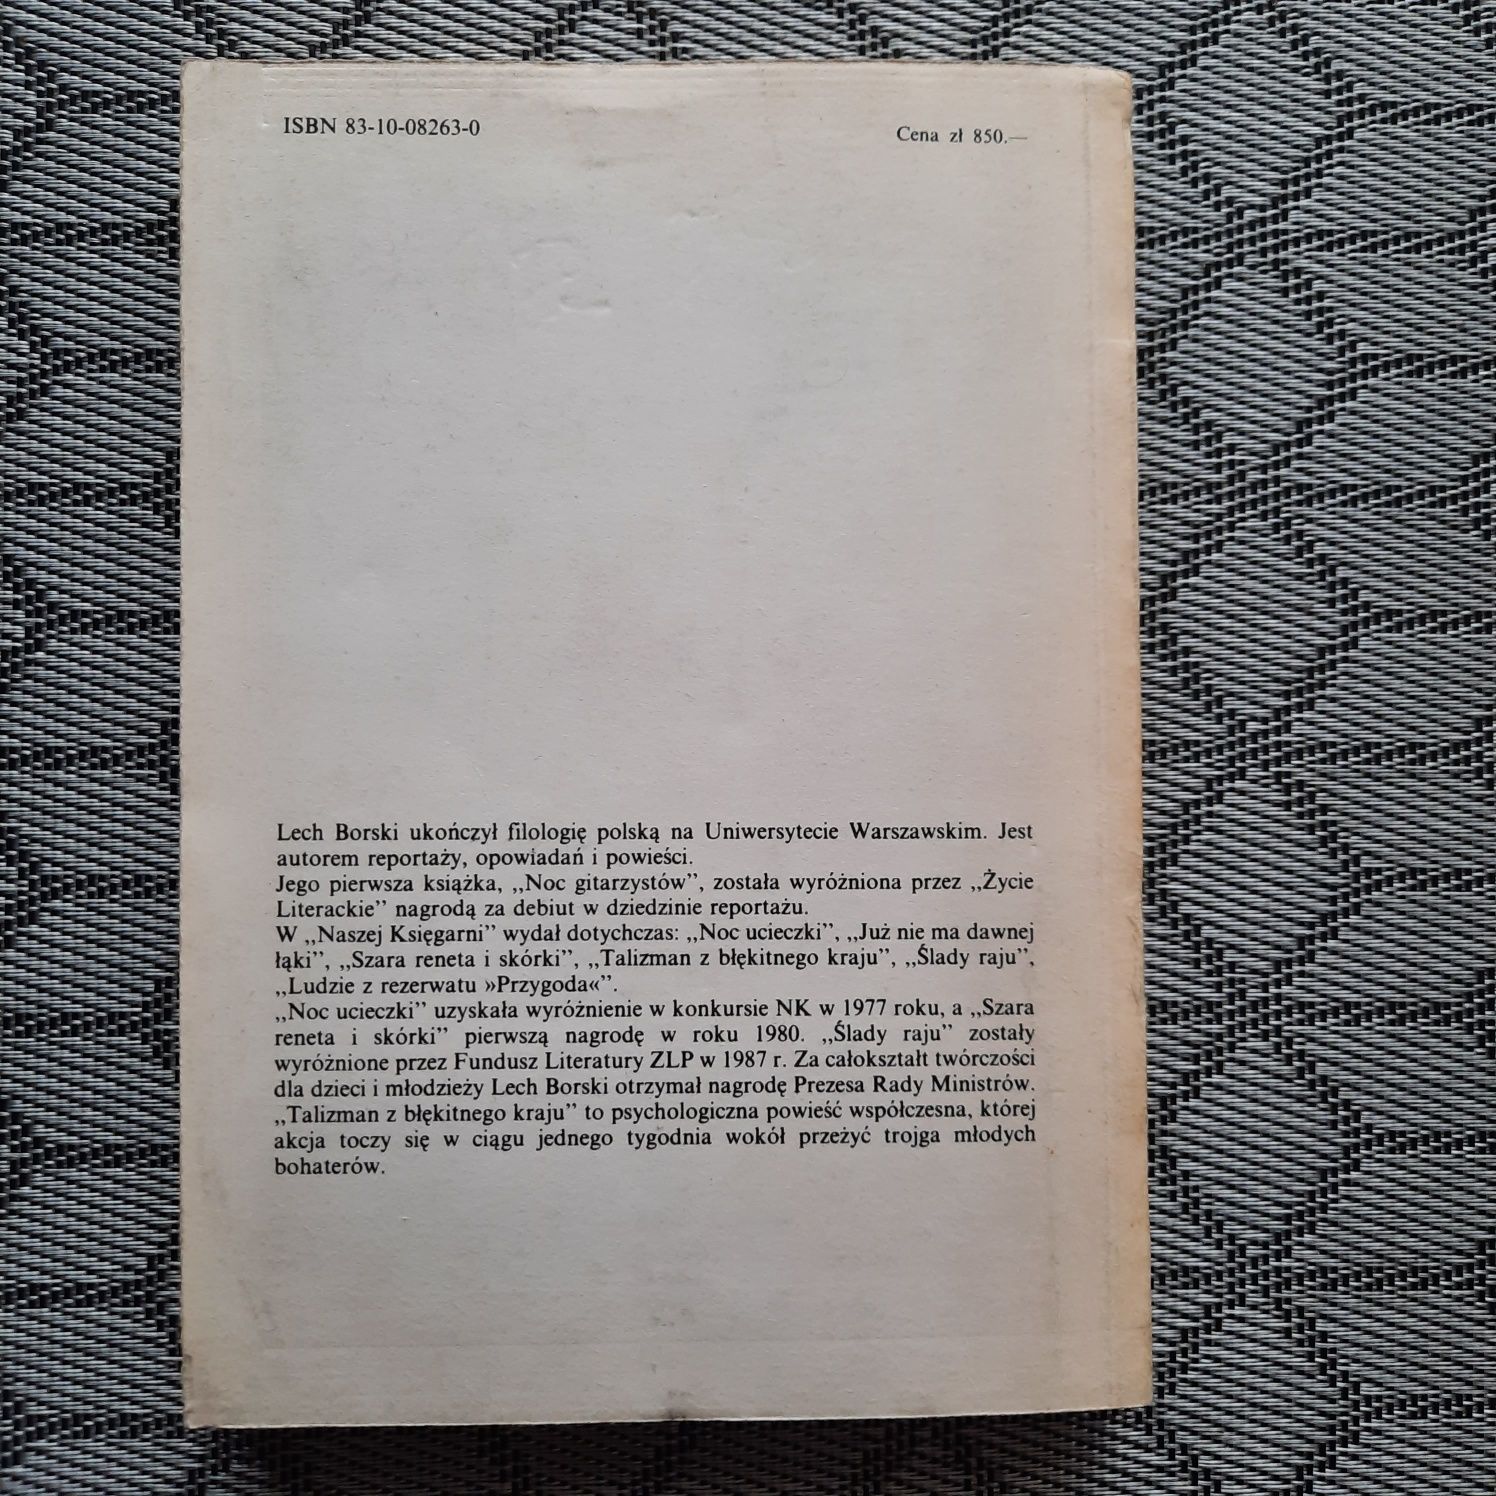 ISBN 83-10-08263-0
Cena zł 850.—
Lech Borski ukończył filologię polską na Uniwersytecie Warszawskim. Jest
autorem reportaży, opowiadań i powieści.
Jego pierwsza książka, „Noc gitarzystów”, została wyróżniona przez „Życie
Literackie” nagrodą za debiut w dziedzinie reportażu.
W „Naszej Księgarni” wydał dotychczas: „Noc ucieczki”, „Już nie ma dawnej
łąki”, „Szara reneta i skórki”, „Talizman z błękitnego kraju”, „Ślady raju”,
„Ludzie z rezerwatu »Przygoda«”.
„Noc ucieczki” uzyskała wyróżnienie w konkursie NK w 1977 roku, a „Szara
reneta i skórki” pierwszą nagrodę w roku 1980. „Ślady raju” zostały
wyróżnione przez Fundusz Literatury ZLP w 1987 r. Za całokształt twórczości
dla dzieci i młodzieży Lech Borski otrzymał nagrodę Prezesa Rady Ministrów.
„Talizman z błękitnego kraju” to psychologiczna powieść współczesna, której
akcja toczy się w ciągu jednego tygodnia wokół przeżyć trojga młodych
bohaterów.